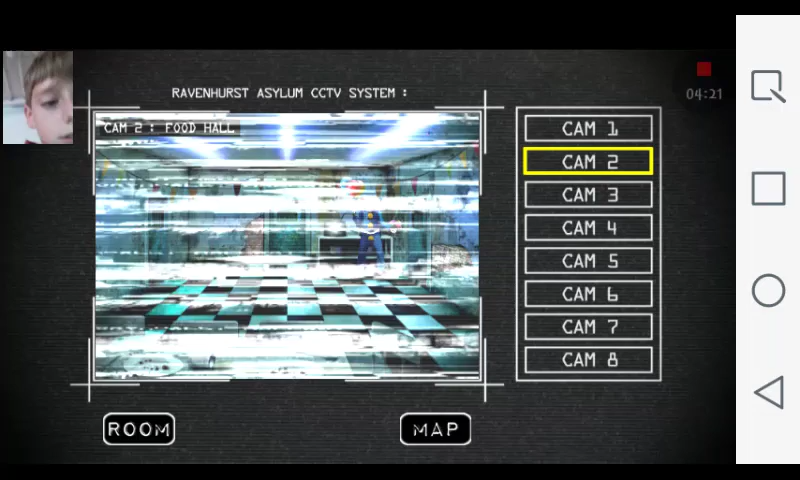 RAVENHURST ASYLUM CCTV SYSTEM :
04:21
CAM 2 : FOOD HALL
CAM 1
CAM 2
CAM 3
CAM 4
CAM 5
CAM 6
CAM 7
CAM 8
ROOM
MAP